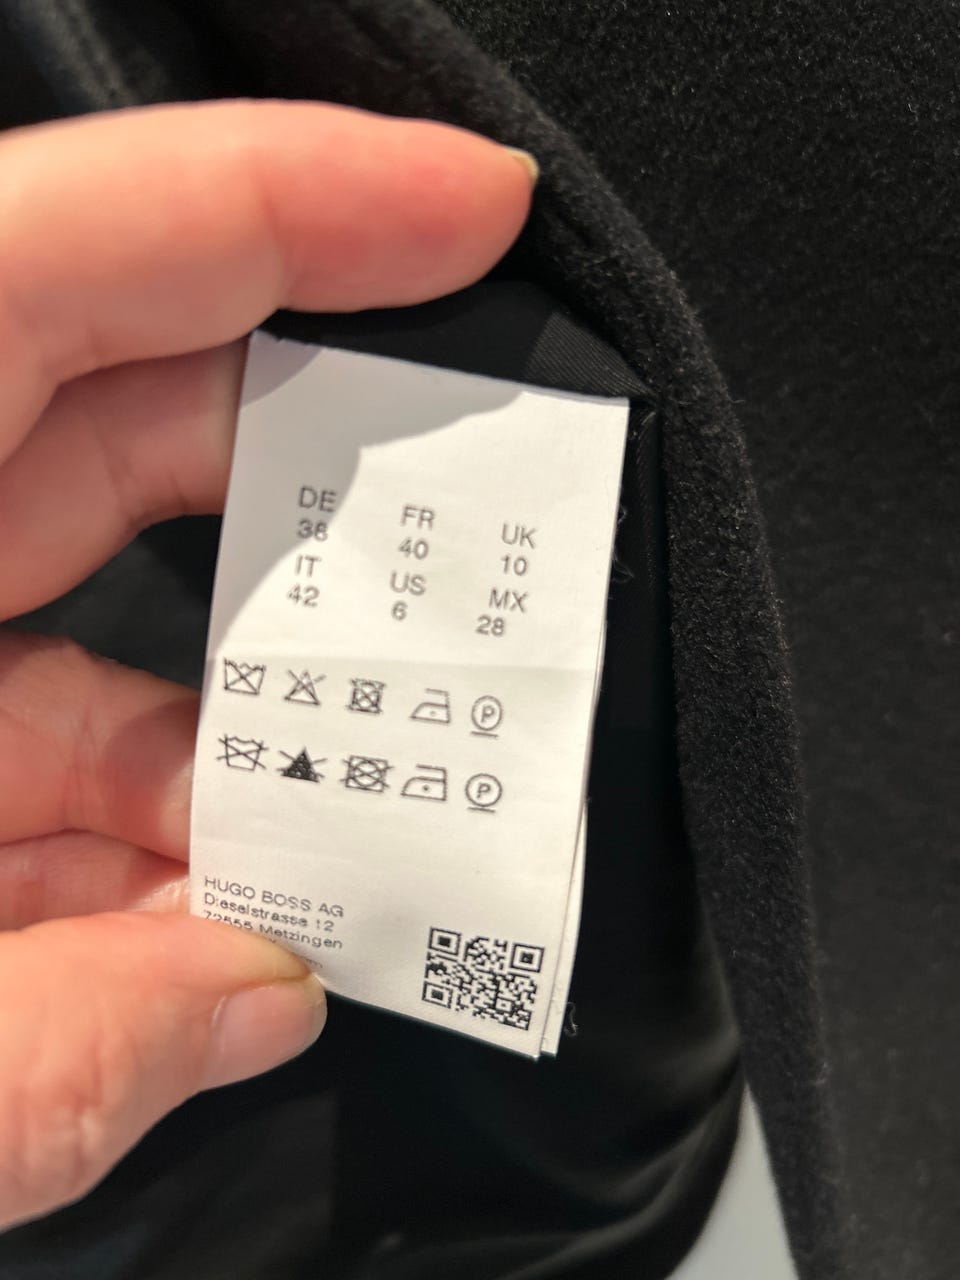 DE FR UK
38 40 10
IT US MX
42 6 28
P
P
HUGO BOSS AG
Dieselstrasse 12
72555 Metzingen